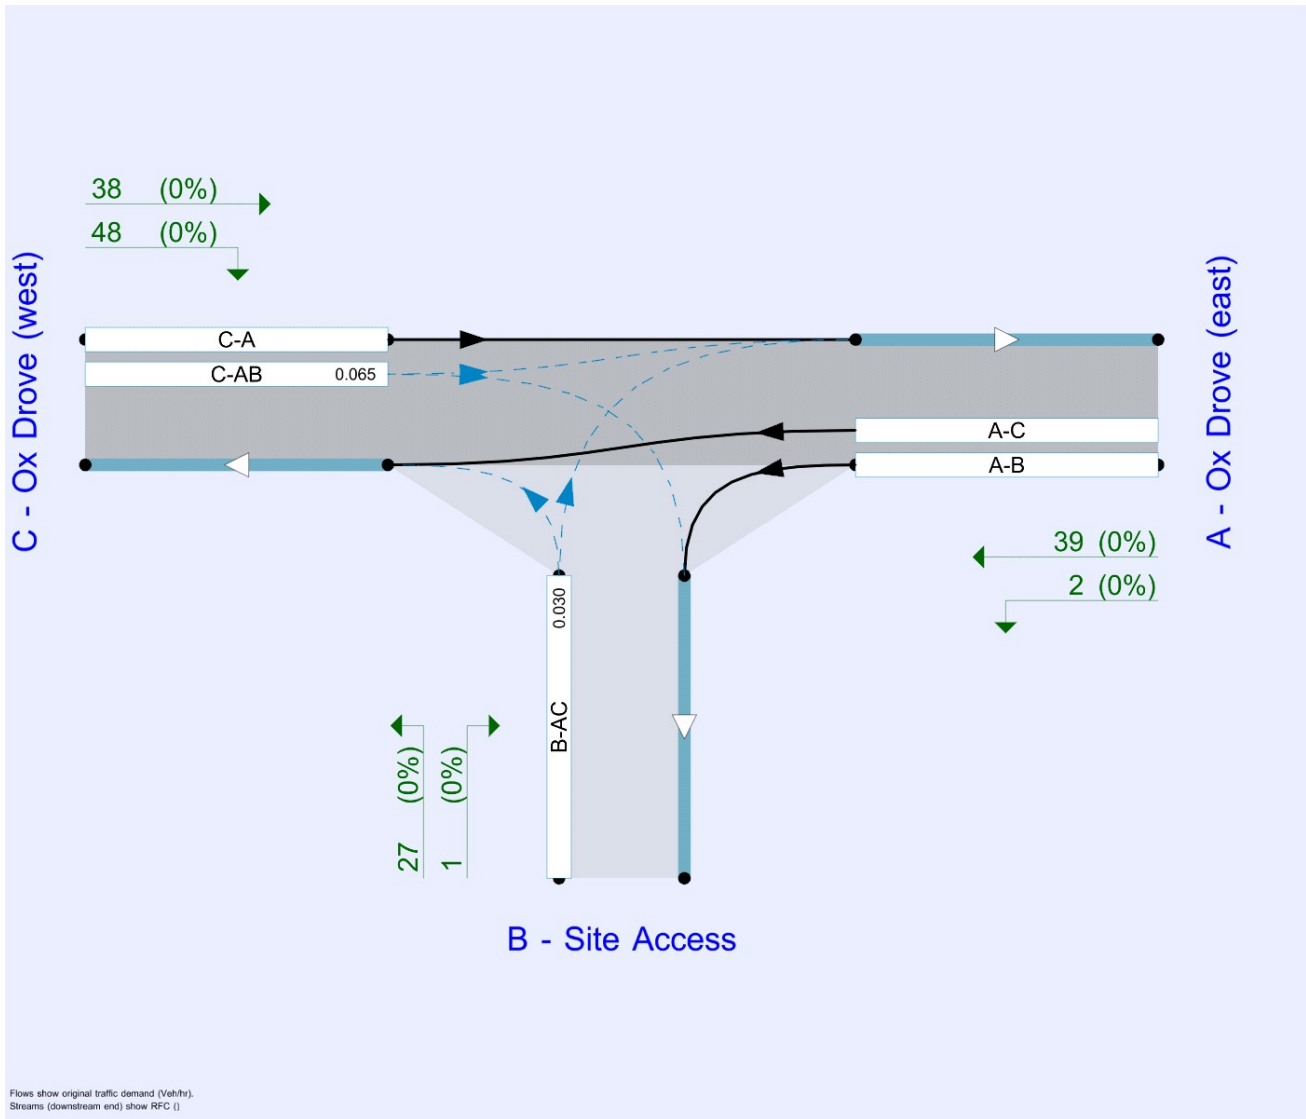 38 (0%)
48 (0%)
C - Ox Drove (west)
A - Ox Drove (east)
C-A
C-AB 0.065
A-C
A-B
39 (0%)
2 (0%)
0.030
B-AC
27 (0%)
1 (0%)
B - Site Access
Flows show original traffic demand (Veh/hr).
Streams (downstream end) show RFC ()